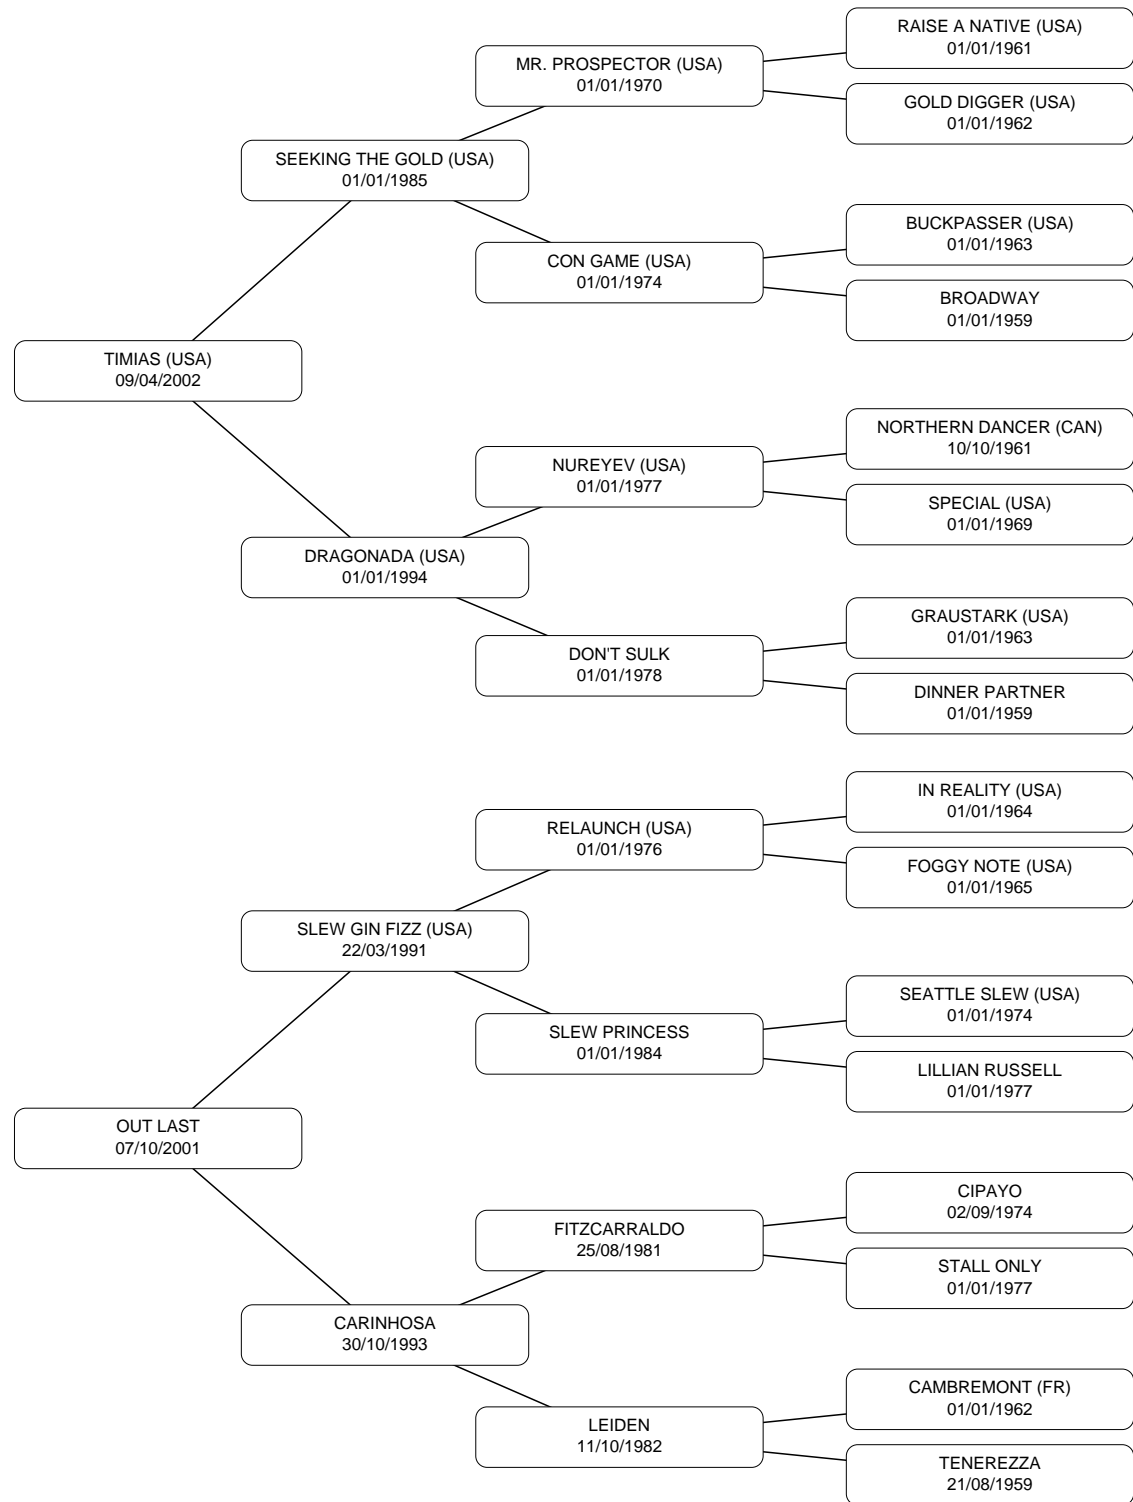 RAISE A NATIVE (USA)
01/01/1961
MR. PROSPECTOR (USA)
01/01/1970
GOLD DIGGER (USA)
01/01/1962
SEEKING THE GOLD (USA)
01/01/1985
BUCKPASSER (USA)
01/01/1963
CON GAME (USA)
01/01/1974
BROADWAY
01/01/1959
TIMIAS (USA)
09/04/2002
NORTHERN DANCER (CAN)
10/10/1961
NUREYEV (USA)
01/01/1977
SPECIAL (USA)
01/01/1969
DRAGONADA (USA)
01/01/1994
GRAUSTARK (USA)
01/01/1963
DON'T SULK
01/01/1978
DINNER PARTNER
01/01/1959
IN REALITY (USA)
01/01/1964
RELAUNCH (USA)
01/01/1976
FOGGY NOTE (USA)
01/01/1965
SLEW GIN FIZZ (USA)
22/03/1991
SEATTLE SLEW (USA)
01/01/1974
SLEW PRINCESS
01/01/1984
LILLIAN RUSSELL
01/01/1977
OUT LAST
07/10/2001
CIPAYO
02/09/1974
FITZCARRALDO
25/08/1981
STALL ONLY
01/01/1977
CARINHOSA
30/10/1993
CAMBREMONT (FR)
01/01/1962
LEIDEN
11/10/1982
TENEREZZA
21/08/1959